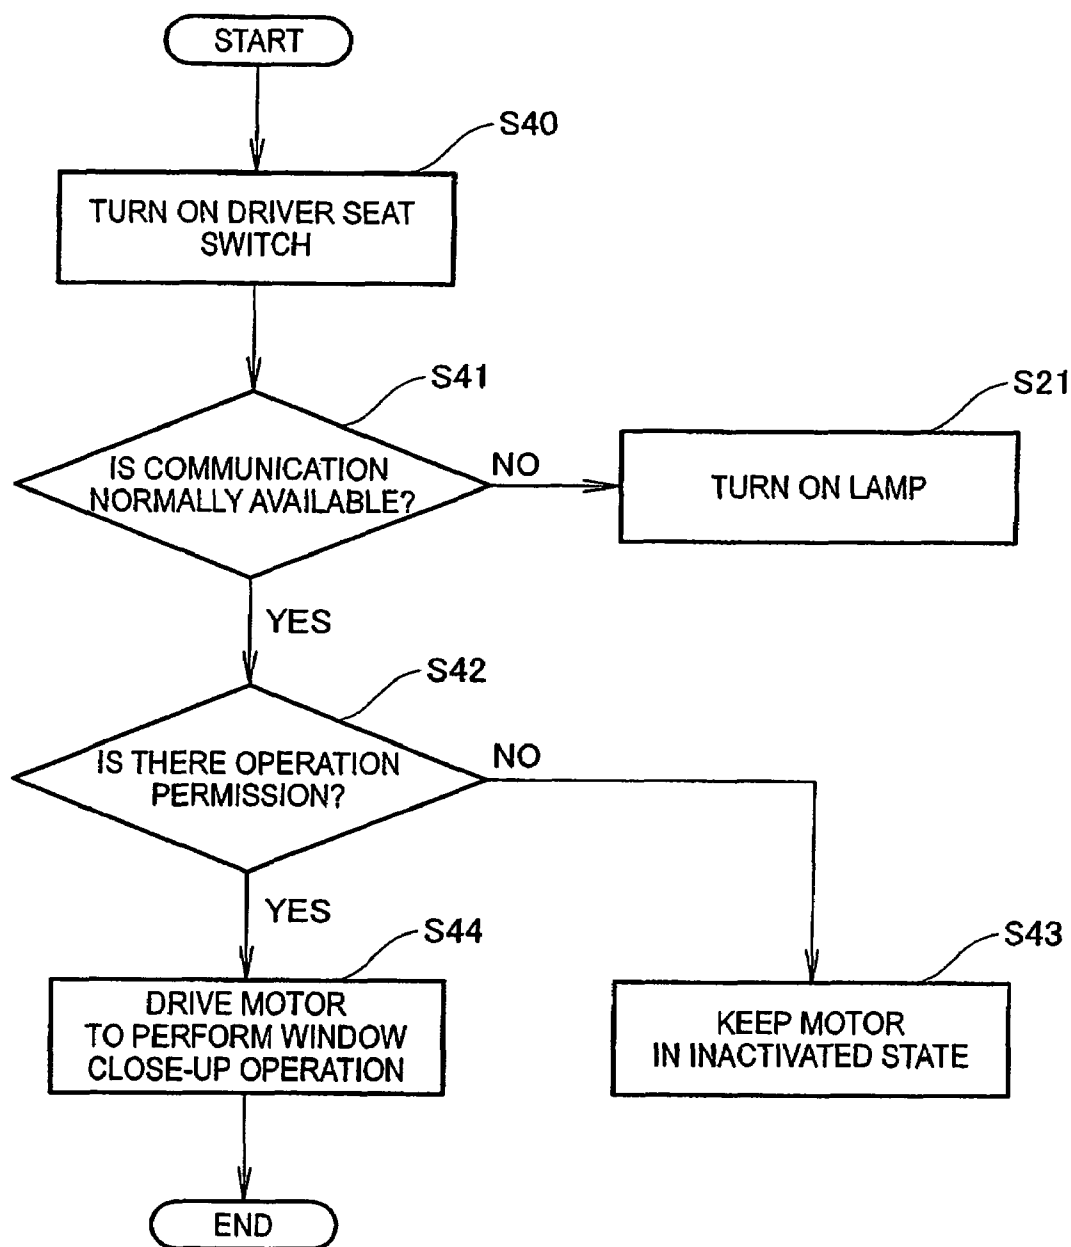 START
S40
TURN ON DRIVER SEAT
SWITCH
S41
IS COMMUNICATION
NORMALLY AVAILABLE?
NO
S21
TURN ON LAMP
YES
S42
IS THERE OPERATION
PERMISSION?
NO
YES
S44
DRIVE MOTOR
TO PERFORM WINDOW
CLOSE-UP OPERATION
S43
KEEP MOTOR
IN INACTIVATED STATE
END